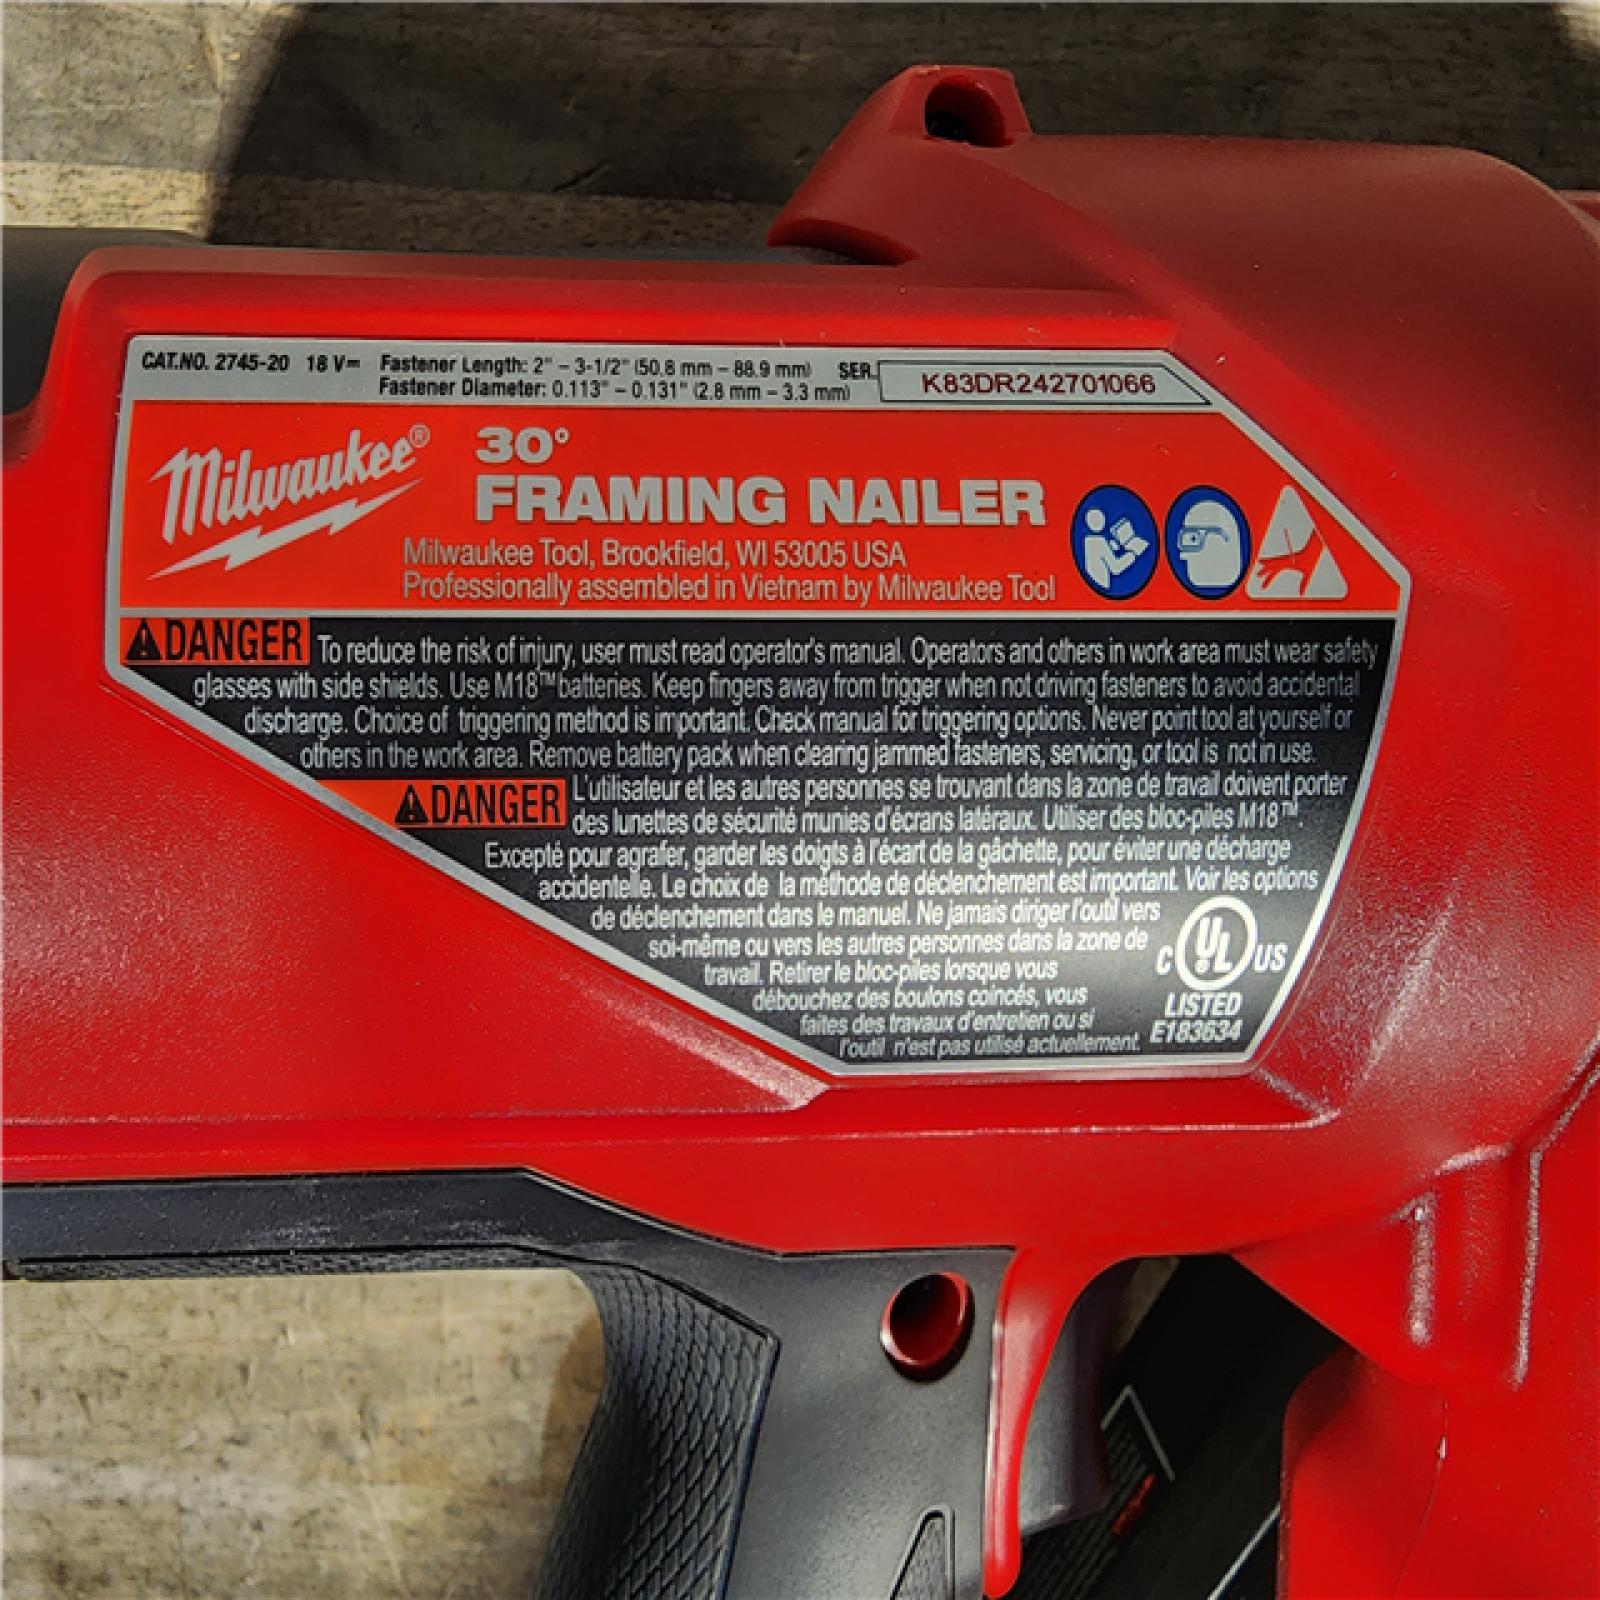 CAT.NO. 2745-20 18 V⎓ Fastener Length: 2" – 3-1/2" (50.8 mm – 88.9 mm) SER. K83DR242701066
Fastener Diameter: 0.113" – 0.131" (2.8 mm – 3.3 mm)
Milwaukee® 30°
FRAMING NAILER
Milwaukee Tool, Brookfield, WI 53005 USA
Professionally assembled in Vietnam by Milwaukee Tool
DANGER To reduce the risk of injury, user must read operator's manual. Operators and others in work area must wear safety
glasses with side shields. Use M18™ batteries. Keep fingers away from trigger when not driving fasteners to avoid accidental
discharge. Choice of triggering method is important. Check manual for triggering options. Never point tool at yourself or
others in the work area. Remove battery pack when clearing jammed fasteners, servicing, or tool is not in use.
DANGER L'utilisateur et les autres personnes se trouvant dans la zone de travail doivent porter
des lunettes de sécurité munies d'écrans latéraux. Utiliser des bloc-piles M18™.
Excepté pour agrafer, garder les doigts à l'écart de la gâchette, pour éviter une décharge
accidentelle. Le choix de la méthode de déclenchement est important. Voir les options
de déclenchement dans le manuel. Ne jamais diriger l'outil vers
soi-même ou vers les autres personnes dans la zone de
travail. Retirer le bloc-piles lorsque vous
débouchez des boulons coincés, vous
faites des travaux d'entretien ou si
l'outil n'est pas utilisé actuellement.
C UL US
LISTED
E183634